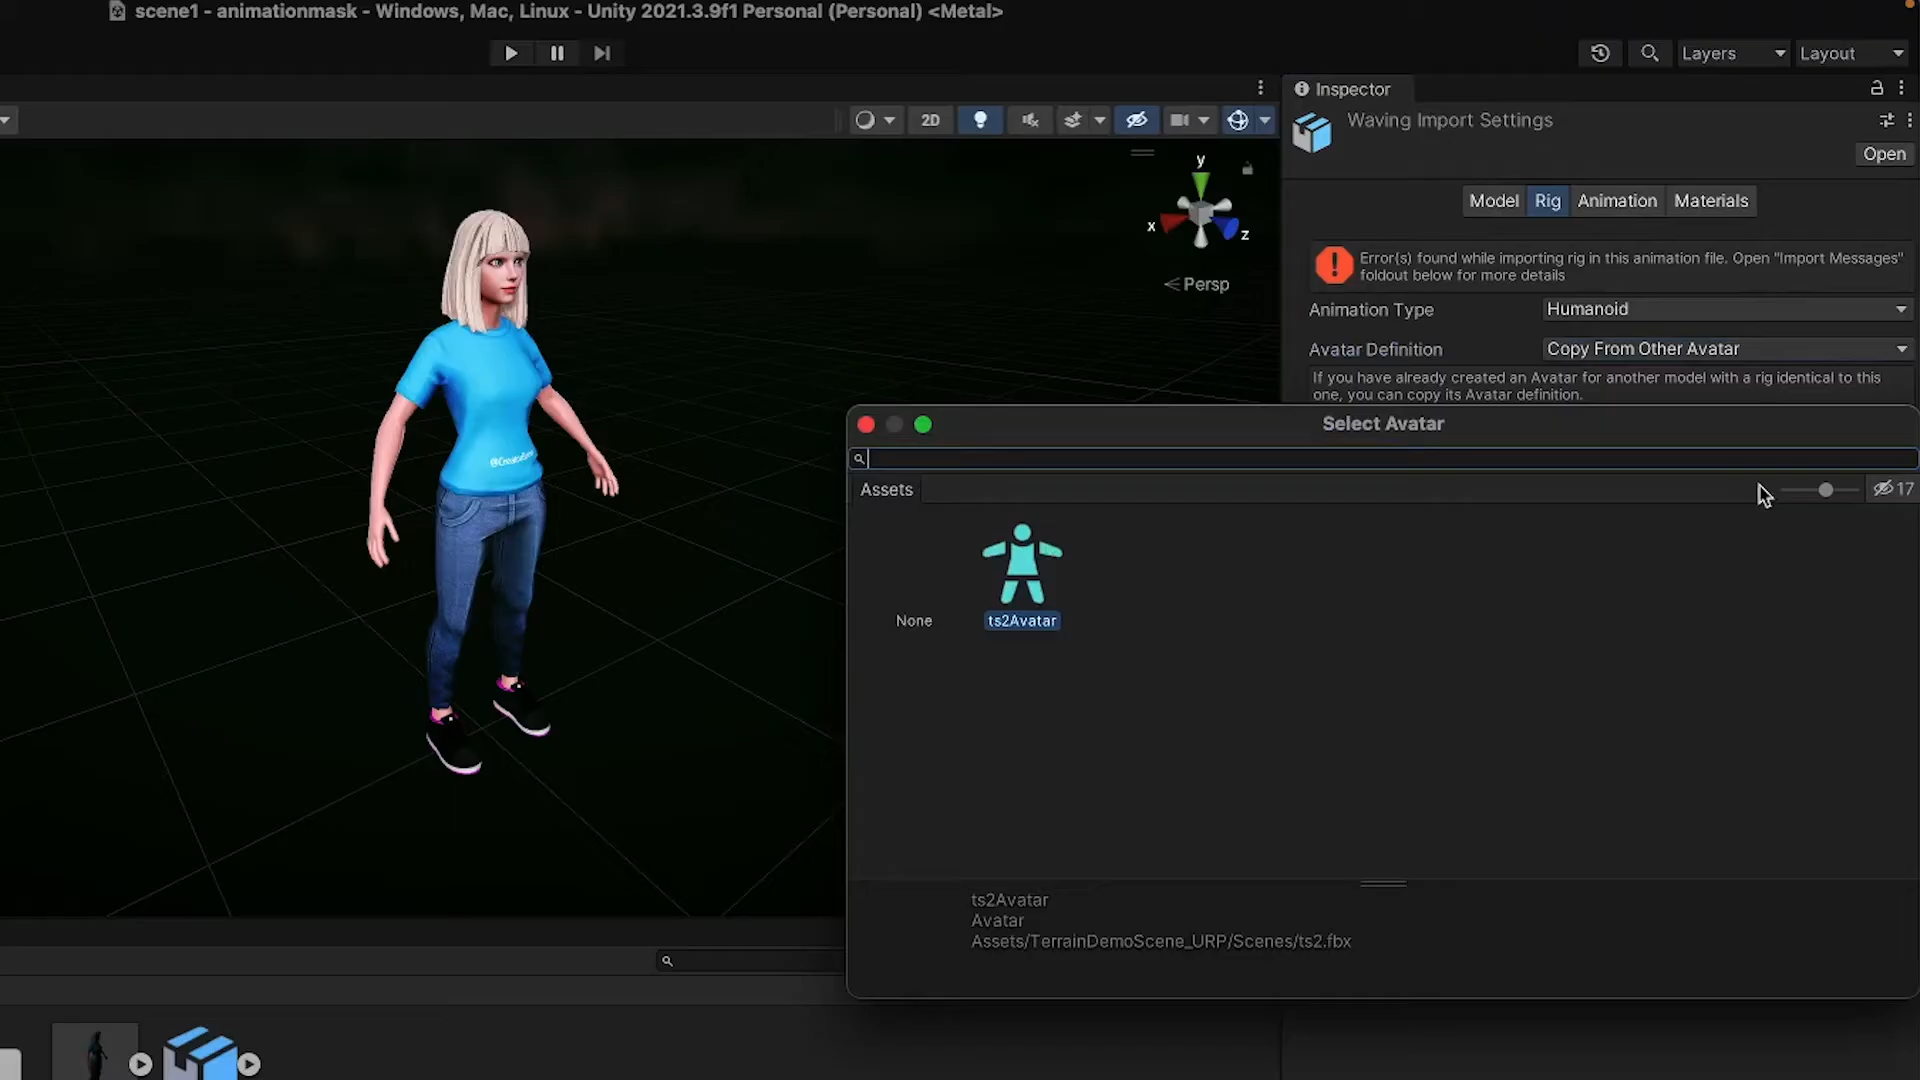 scene1 - animationmask - Windows, Mac, Linux - Unity 2021.3.9f1 Personal (Personal) <Metal>
Layers
Layout
Inspector
2D
Waving Import Settings
Open
Model
Rig
Animation
Materials
y
x
z
Persp
Error(s) found while importing rig in this animation file. Open "Import Messages"
foldout below for more details
Animation Type
Humanoid
Avatar Definition
Copy From Other Avatar
If you have already created an Avatar for another model with a rig identical to this
one, you can copy its Avatar definition.
Select Avatar
Assets
17
None
ts2Avatar
ts2Avatar
Avatar
Assets/TerrainDemoScene_URP/Scenes/ts2.fbx